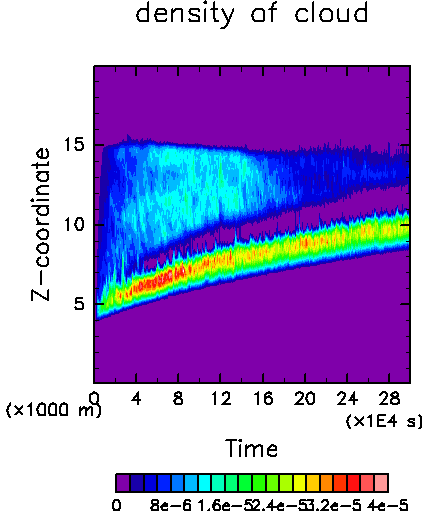 density of cloud
15
10
5
Z-coordinate
0 4 8 12 16 20 24 28
(×1000 m)
(×1E4 s)
Time
0 8e-6 1.6e-5 2.4e-5 3.2e-5 4e-5